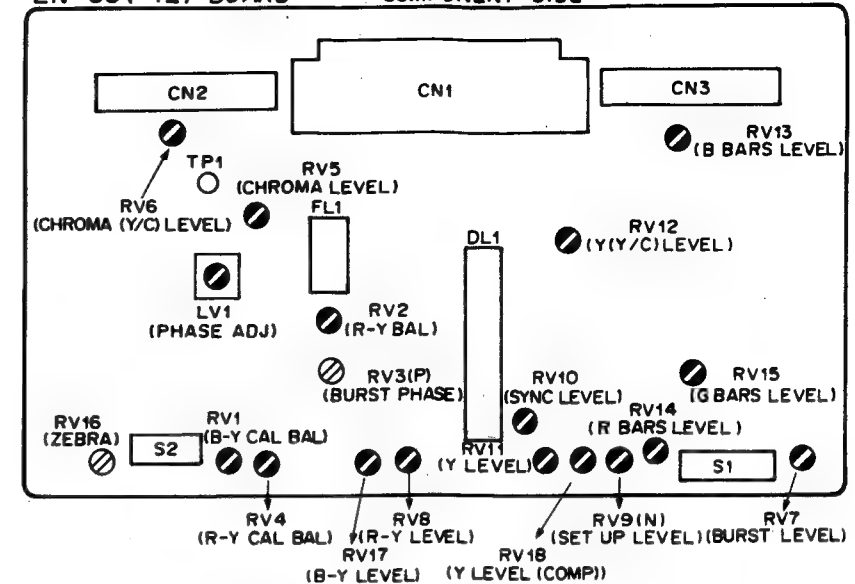 CN2
CN1
CN3
RV13
(B BARS LEVEL)
TP1
RV5
(CHROMA LEVEL)
RV6
(CHROMA (Y/C) LEVEL)
FL1
RV12
(Y(Y/C) LEVEL)
DL1
LV1
(PHASE ADJ)
RV2
(R-Y BAL)
RV3(P)
(BURST PHASE)
RV10
(SYNC LEVEL)
RV15
(G BARS LEVEL)
RV14
(R BARS LEVEL)
RV16
(ZEBRA)
S2
RV1
(B-Y CAL BAL)
RV11
(Y LEVEL)
S1
RV4
(R-Y CAL BAL)
RV8
(R-Y LEVEL)
RV9(N)
(SET UP LEVEL)
RV7
(BURST LEVEL)
RV17
(B-Y LEVEL)
RV18
(Y LEVEL (COMP))